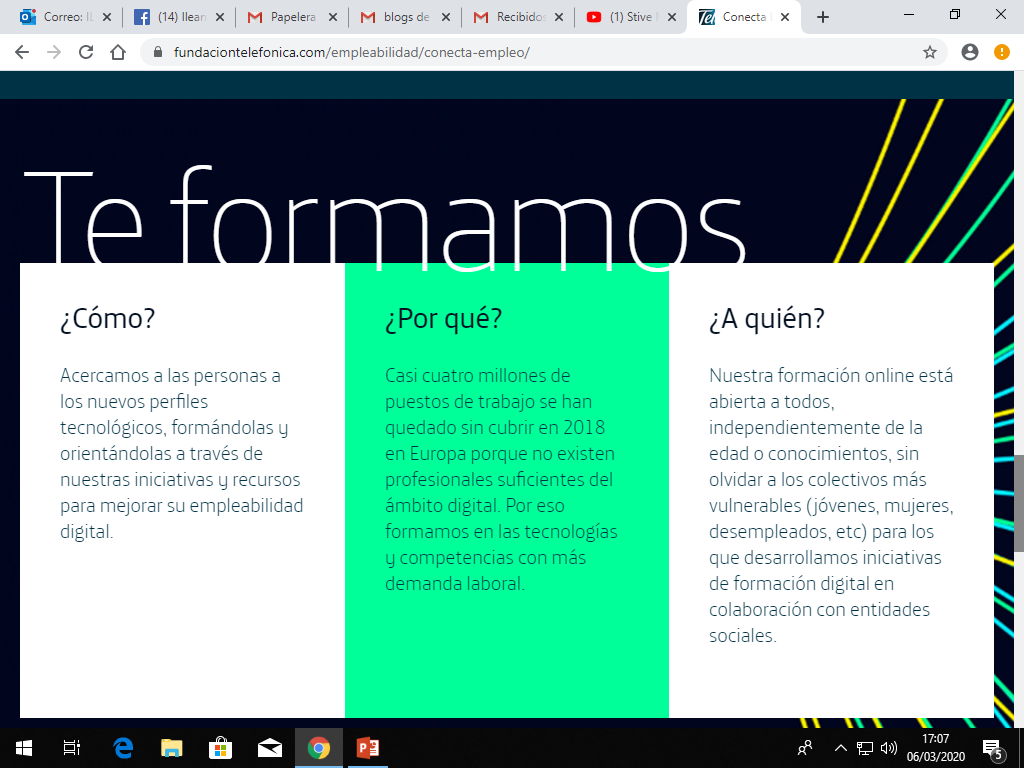 Correo: IL
(14) Ilean
Papelera
blogs de
Recibidos
(1) Stive
Conecta
fundaciontelefonica.com/empleabilidad/conecta-empleo/
Te formamos
¿Cómo?
Acercamos a las personas a
los nuevos perfiles
tecnológicos, formándolas y
orientándolas a través de
nuestras iniciativas y recursos
para mejorar su empleabilidad
digital.
¿Por qué?
Casi cuatro millones de
puestos de trabajo se han
quedado sin cubrir en 2018
en Europa porque no existen
profesionales suficientes del
ámbito digital. Por eso
formamos en las tecnologías
y competencias con más
demanda laboral.
¿A quién?
Nuestra formación online está
abierta a todos,
independientemente de la
edad o conocimientos, sin
olvidar a los colectivos más
vulnerables (jóvenes, mujeres,
desempleados, etc) para los
que desarrollamos iniciativas
de formación digital en
colaboración con entidades
sociales.
17:07
06/03/2020
5